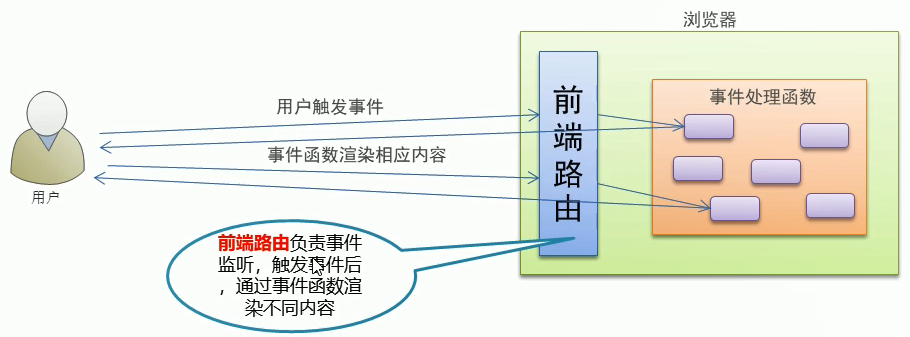 浏览器
用户触发事件
事件函数渲染相应内容
用户
前端路由
事件处理函数
前端路由负责事件
监听，触发事件后
，通过事件函数渲
染不同内容